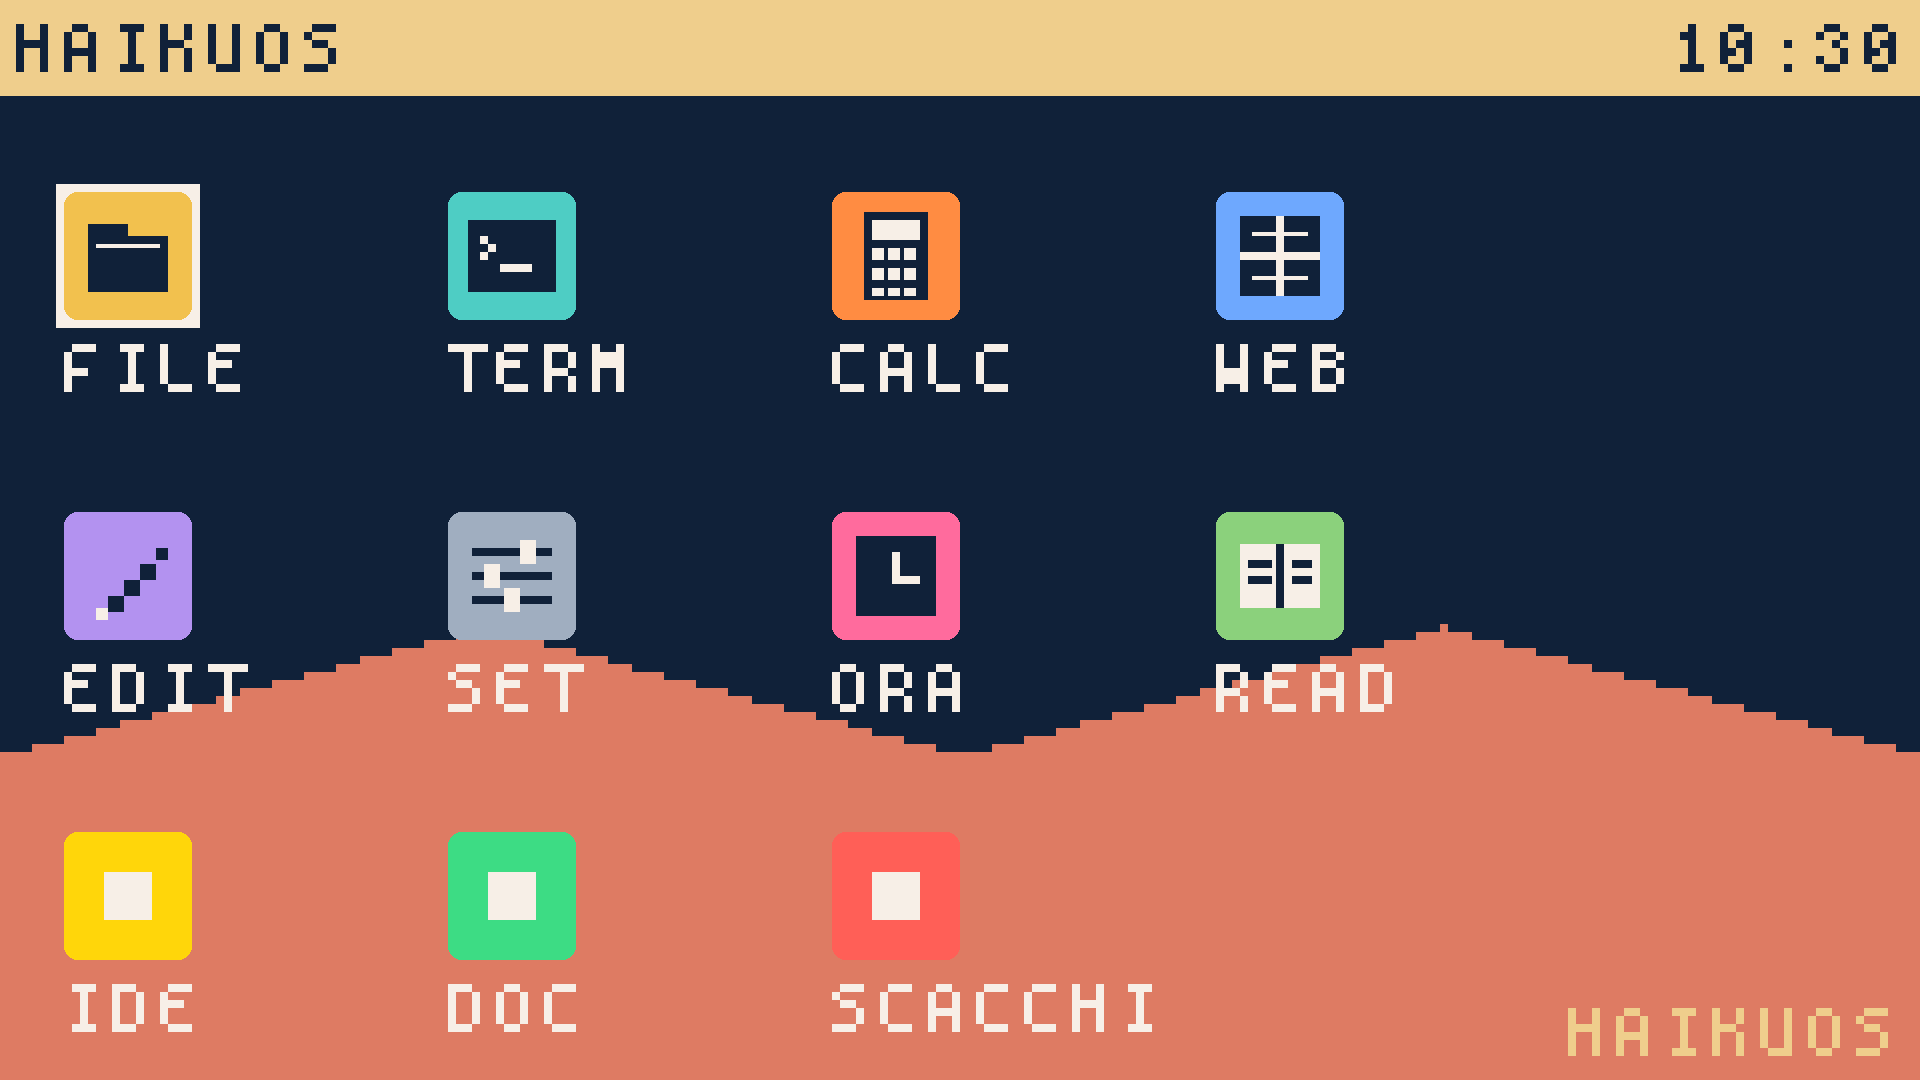 HAIKUOS 10:30
FILE TERM CALC WEB
EDIT SET ORA READ
IDE DOC SCACCHI
HAIKUOS